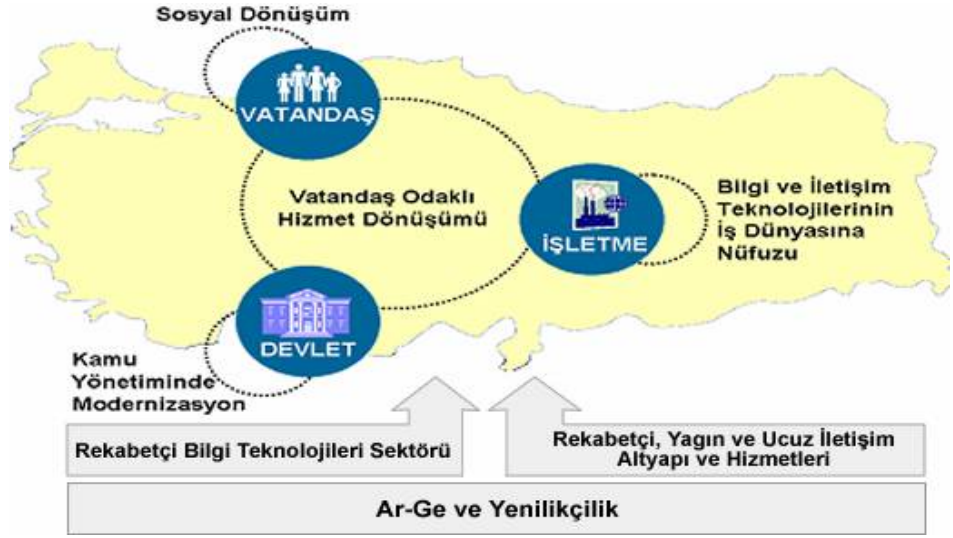 Sosyal Dönüşüm
VATANDAŞ
Vatandaş Odaklı
Hizmet Dönüşümü
İŞLETME
Bilgi ve İletişim
Teknolojilerinin
İş Dünyasına
Nüfuzu
DEVLET
Kamu
Yönetiminde
Modernizasyon
Rekabetçi Bilgi Teknolojileri Sektörü
Rekabetçi, Yagın ve Ucuz İletişim
Altyapı ve Hizmetleri
Ar-Ge ve Yenilikçilik